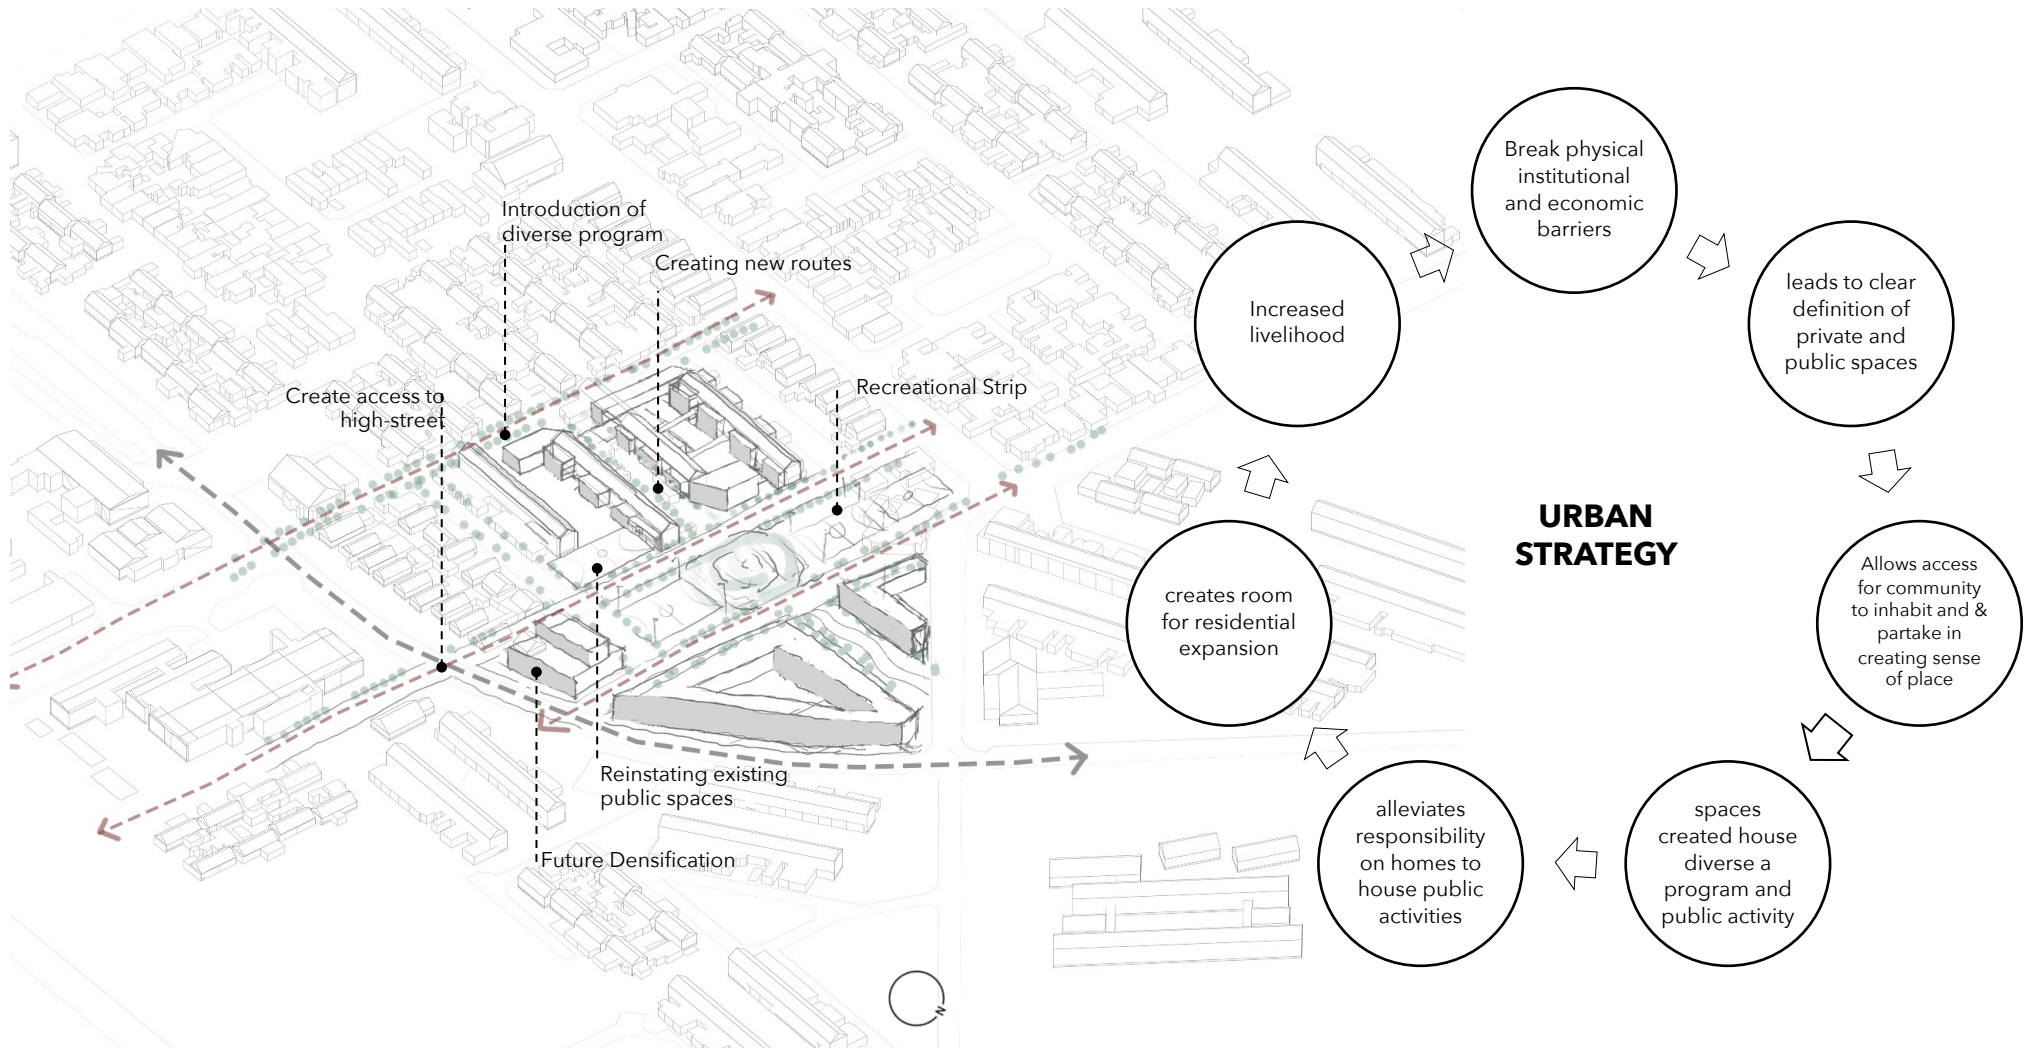 Introduction of
diverse program
Creating new routes
Create access to
high-street
Recreational Strip
Reinstating existing
public spaces
Future Densification
N
URBAN
STRATEGY
Break physical
institutional
and economic
barriers
leads to clear
definition of
private and
public spaces
Allows access
for community
to inhabit and &
partake in
creating sense
of place
spaces
created house
diverse a
program and
public activity
alleviates
responsibility
on homes to
house public
activities
creates room
for residential
expansion
Increased
livelihood